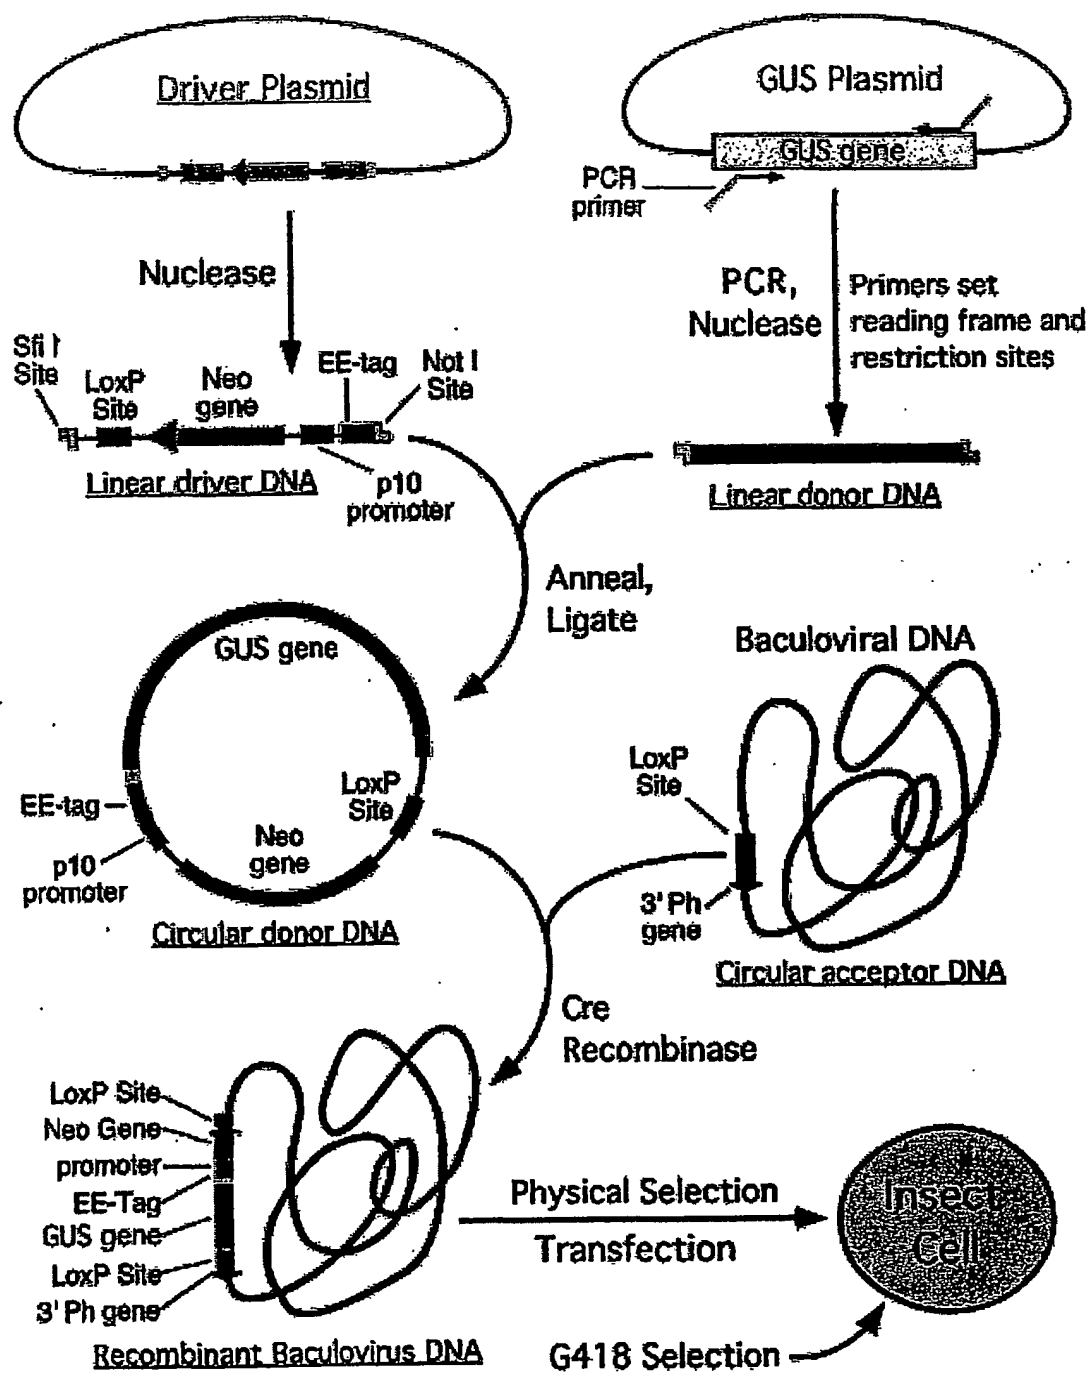 Driver Plasmid
GUS Plasmid
GUS gene
PCR
primer
Nuclease
PCR,
Nuclease
Primers set
reading frame and
restriction sites
Sfi I
Site
LoxP
Site
Neo
gene
EE-tag
Not I
Site
Linear driver DNA
p10
promoter
Linear donor DNA
Anneal,
Ligate
GUS gene
Baculoviral DNA
LoxP
Site
EE-tag
p10
promoter
Neo
gene
LoxP
Site
3' Ph
gene
Circular donor DNA
Circular acceptor DNA
Cre
Recombinase
LoxP Site
Neo Gene
promoter
EE-Tag
GUS gene
LoxP Site
3' Ph gene
Physical Selection
Transfection
Insect
Cell
Recombinant Baculovirus DNA
G418 Selection